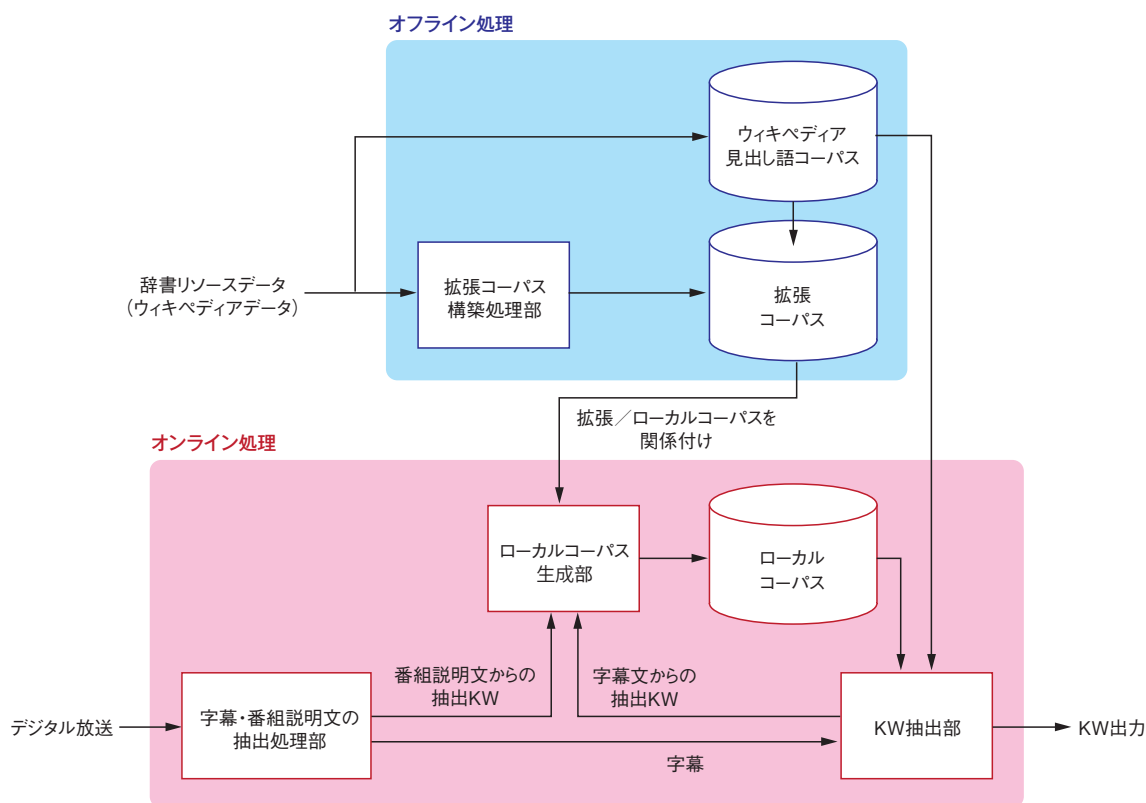 オフライン処理
ウィキペディア
見出し語コーパス
辞書リソースデータ
(ウィキペディアデータ)
拡張コーパス
構築処理部
拡張
コーパス
拡張／ローカルコーパスを
関係付け
オンライン処理
ローカルコーパス
生成部
ローカル
コーパス
番組説明文からの
抽出KW
字幕文からの
抽出KW
デジタル放送
字幕・番組説明文の
抽出処理部
字幕
KW抽出部
KW出力